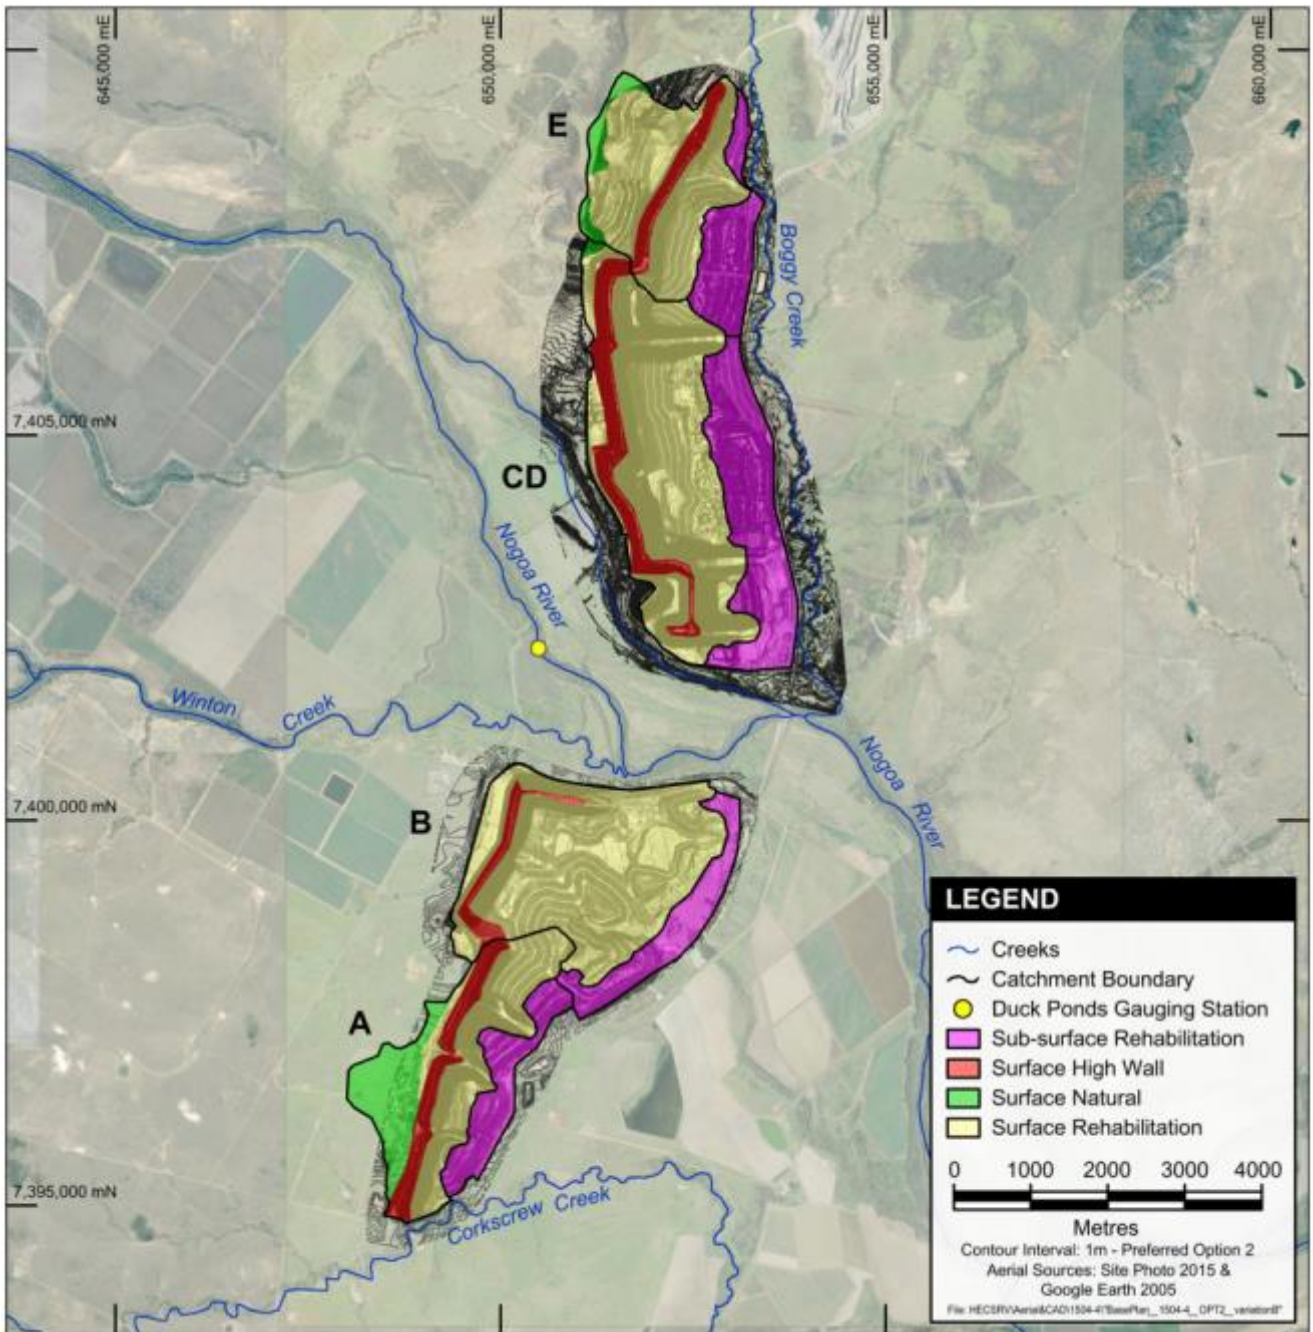 645,000 mE
650,000 mE
655,000 mE
660,000 mE
E
Boggy Creek
7,405,000 mN
CD
Nogoa River
Winton Creek
Nogoa River
7,400,000 mN
B
A
7,395,000 mN
Corkscrew Creek
LEGEND
Creeks
Catchment Boundary
Duck Ponds Gauging Station
Sub-surface Rehabilitation
Surface High Wall
Surface Natural
Surface Rehabilitation
0 1000 2000 3000 4000
Metres
Contour Interval: 1m - Preferred Option 2
Aerial Sources: Site Photo 2015 &
Google Earth 2005